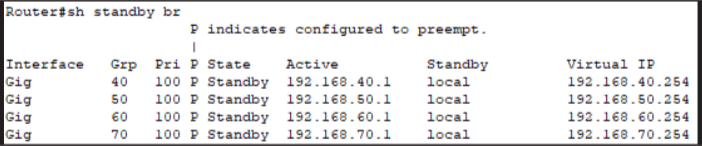 Router#sh standby br
P indicates configured to preempt.
|
Interface Grp Pri P State Active Standby Virtual IP
Gig 40 100 P Standby 192.168.40.1 local 192.168.40.254
Gig 50 100 P Standby 192.168.50.1 local 192.168.50.254
Gig 60 100 P Standby 192.168.60.1 local 192.168.60.254
Gig 70 100 P Standby 192.168.70.1 local 192.168.70.254